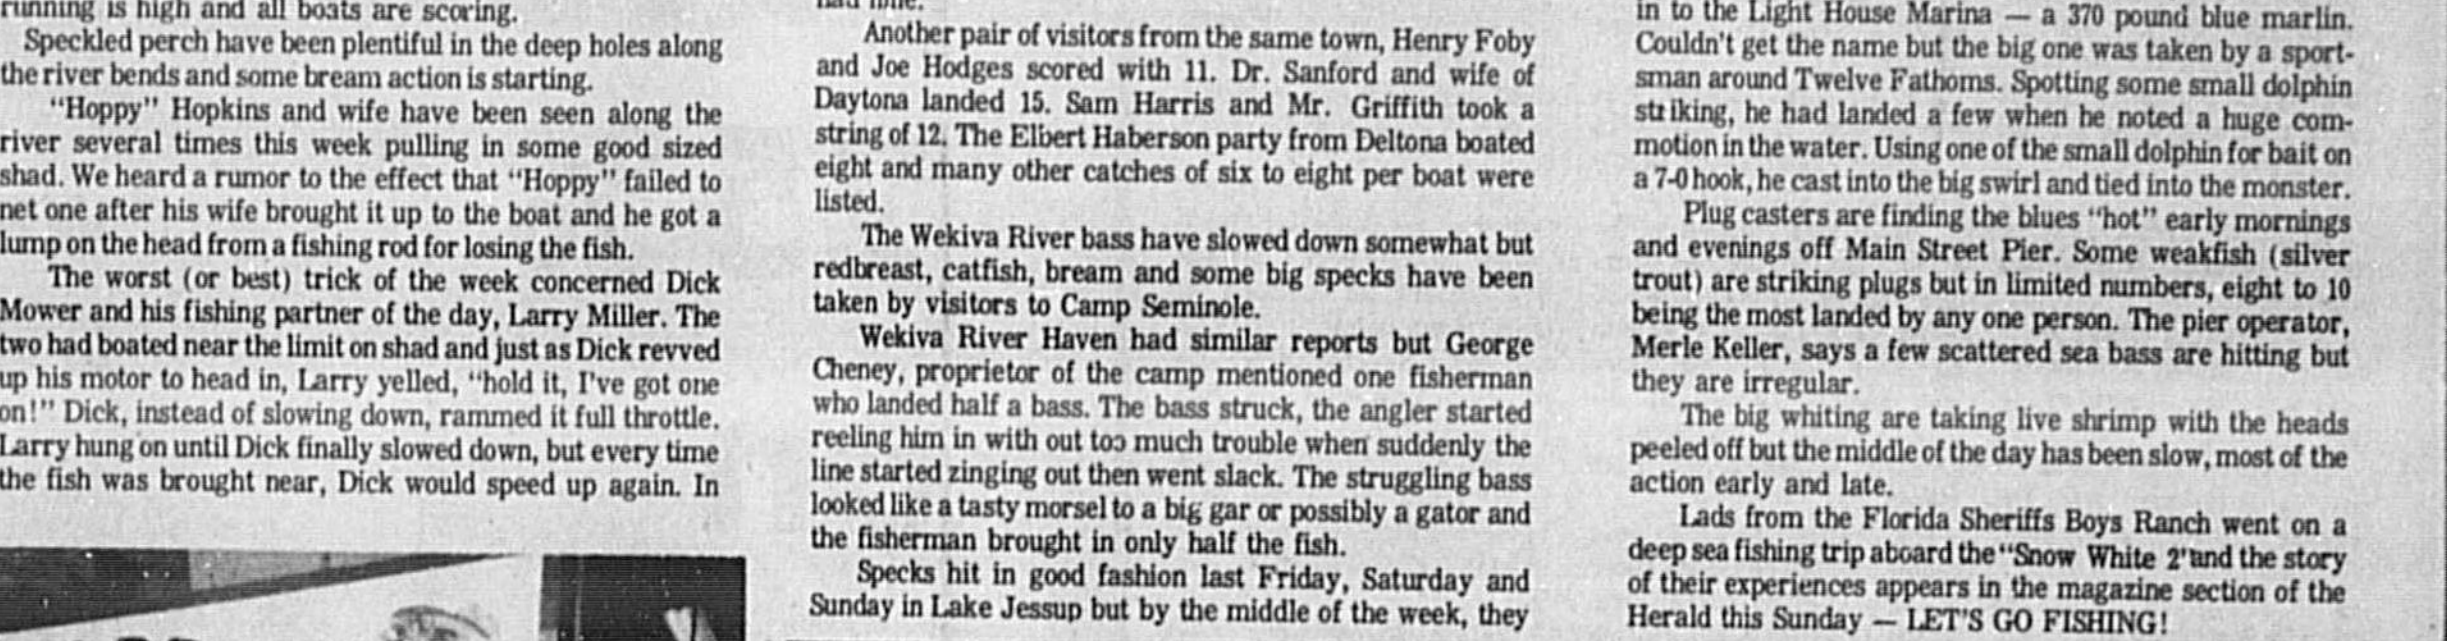 running is high and all boats are scoring.
Speckled perch have been plentiful in the deep holes along
the river bends and some bream action is starting.
"Hoppy" Hopkins and wife have been seen along the
river several times this week pulling in some good sized
shad. We heard a rumor to the effect that "Hoppy" failed to
net one after his wife brought it up to the boat and he got a
lump on the head from a fishing rod for losing the fish.
The worst (or best) trick of the week concerned Dick
Mower and his fishing partner of the day, Larry Miller. The
two had boated near the limit on shad and just as Dick revved
up his motor to head in, Larry yelled, "hold it, I've got one
on!" Dick, instead of slowing down, rammed it full throttle.
Larry hung on until Dick finally slowed down, but every time
the fish was brought near, Dick would speed up again. In
Another pair of visitors from the same town, Henry Foby
and Joe Hodges scored with 11. Dr. Sanford and wife of
Daytona landed 15. Sam Harris and Mr. Griffith took a
string of 12. The Elbert Haberson party from Deltona boated
eight and many other catches of six to eight per boat were
listed.
The Wekiva River bass have slowed down somewhat but
redbreast, catfish, bream and some big specks have been
taken by visitors to Camp Seminole.
Wekiva River Haven had similar reports but George
Cheney, proprietor of the camp mentioned one fisherman
who landed half a bass. The bass struck, the angler started
reeling him in with out too much trouble when suddenly the
line started zinging out then went slack. The struggling bass
looked like a tasty morsel to a big gar or possibly a gator and
the fisherman brought in only half the fish.
Specks hit in good fashion last Friday, Saturday and
Sunday in Lake Jessup but by the middle of the week, they
in to the Light House Marina — a 370 pound blue marlin.
Couldn't get the name but the big one was taken by a sport-
sman around Twelve Fathoms. Spotting some small dolphin
striking, he had landed a few when he noted a huge com-
motion in the water. Using one of the small dolphin for bait on
a 7-0 hook, he cast into the big swirl and tied into the monster.
Plug casters are finding the blues "hot" early mornings
and evenings off Main Street Pier. Some weakfish (silver
trout) are striking plugs but in limited numbers, eight to 10
being the most landed by any one person. The pier operator,
Merle Keller, says a few scattered sea bass are hitting but
they are irregular.
The big whiting are taking live shrimp with the heads
peeled off but the middle of the day has been slow, most of the
action early and late.
Lads from the Florida Sheriffs Boys Ranch went on a
deep sea fishing trip aboard the "Snow White 2' and the story
of their experiences appears in the magazine section of the
Herald this Sunday — LET'S GO FISHING!